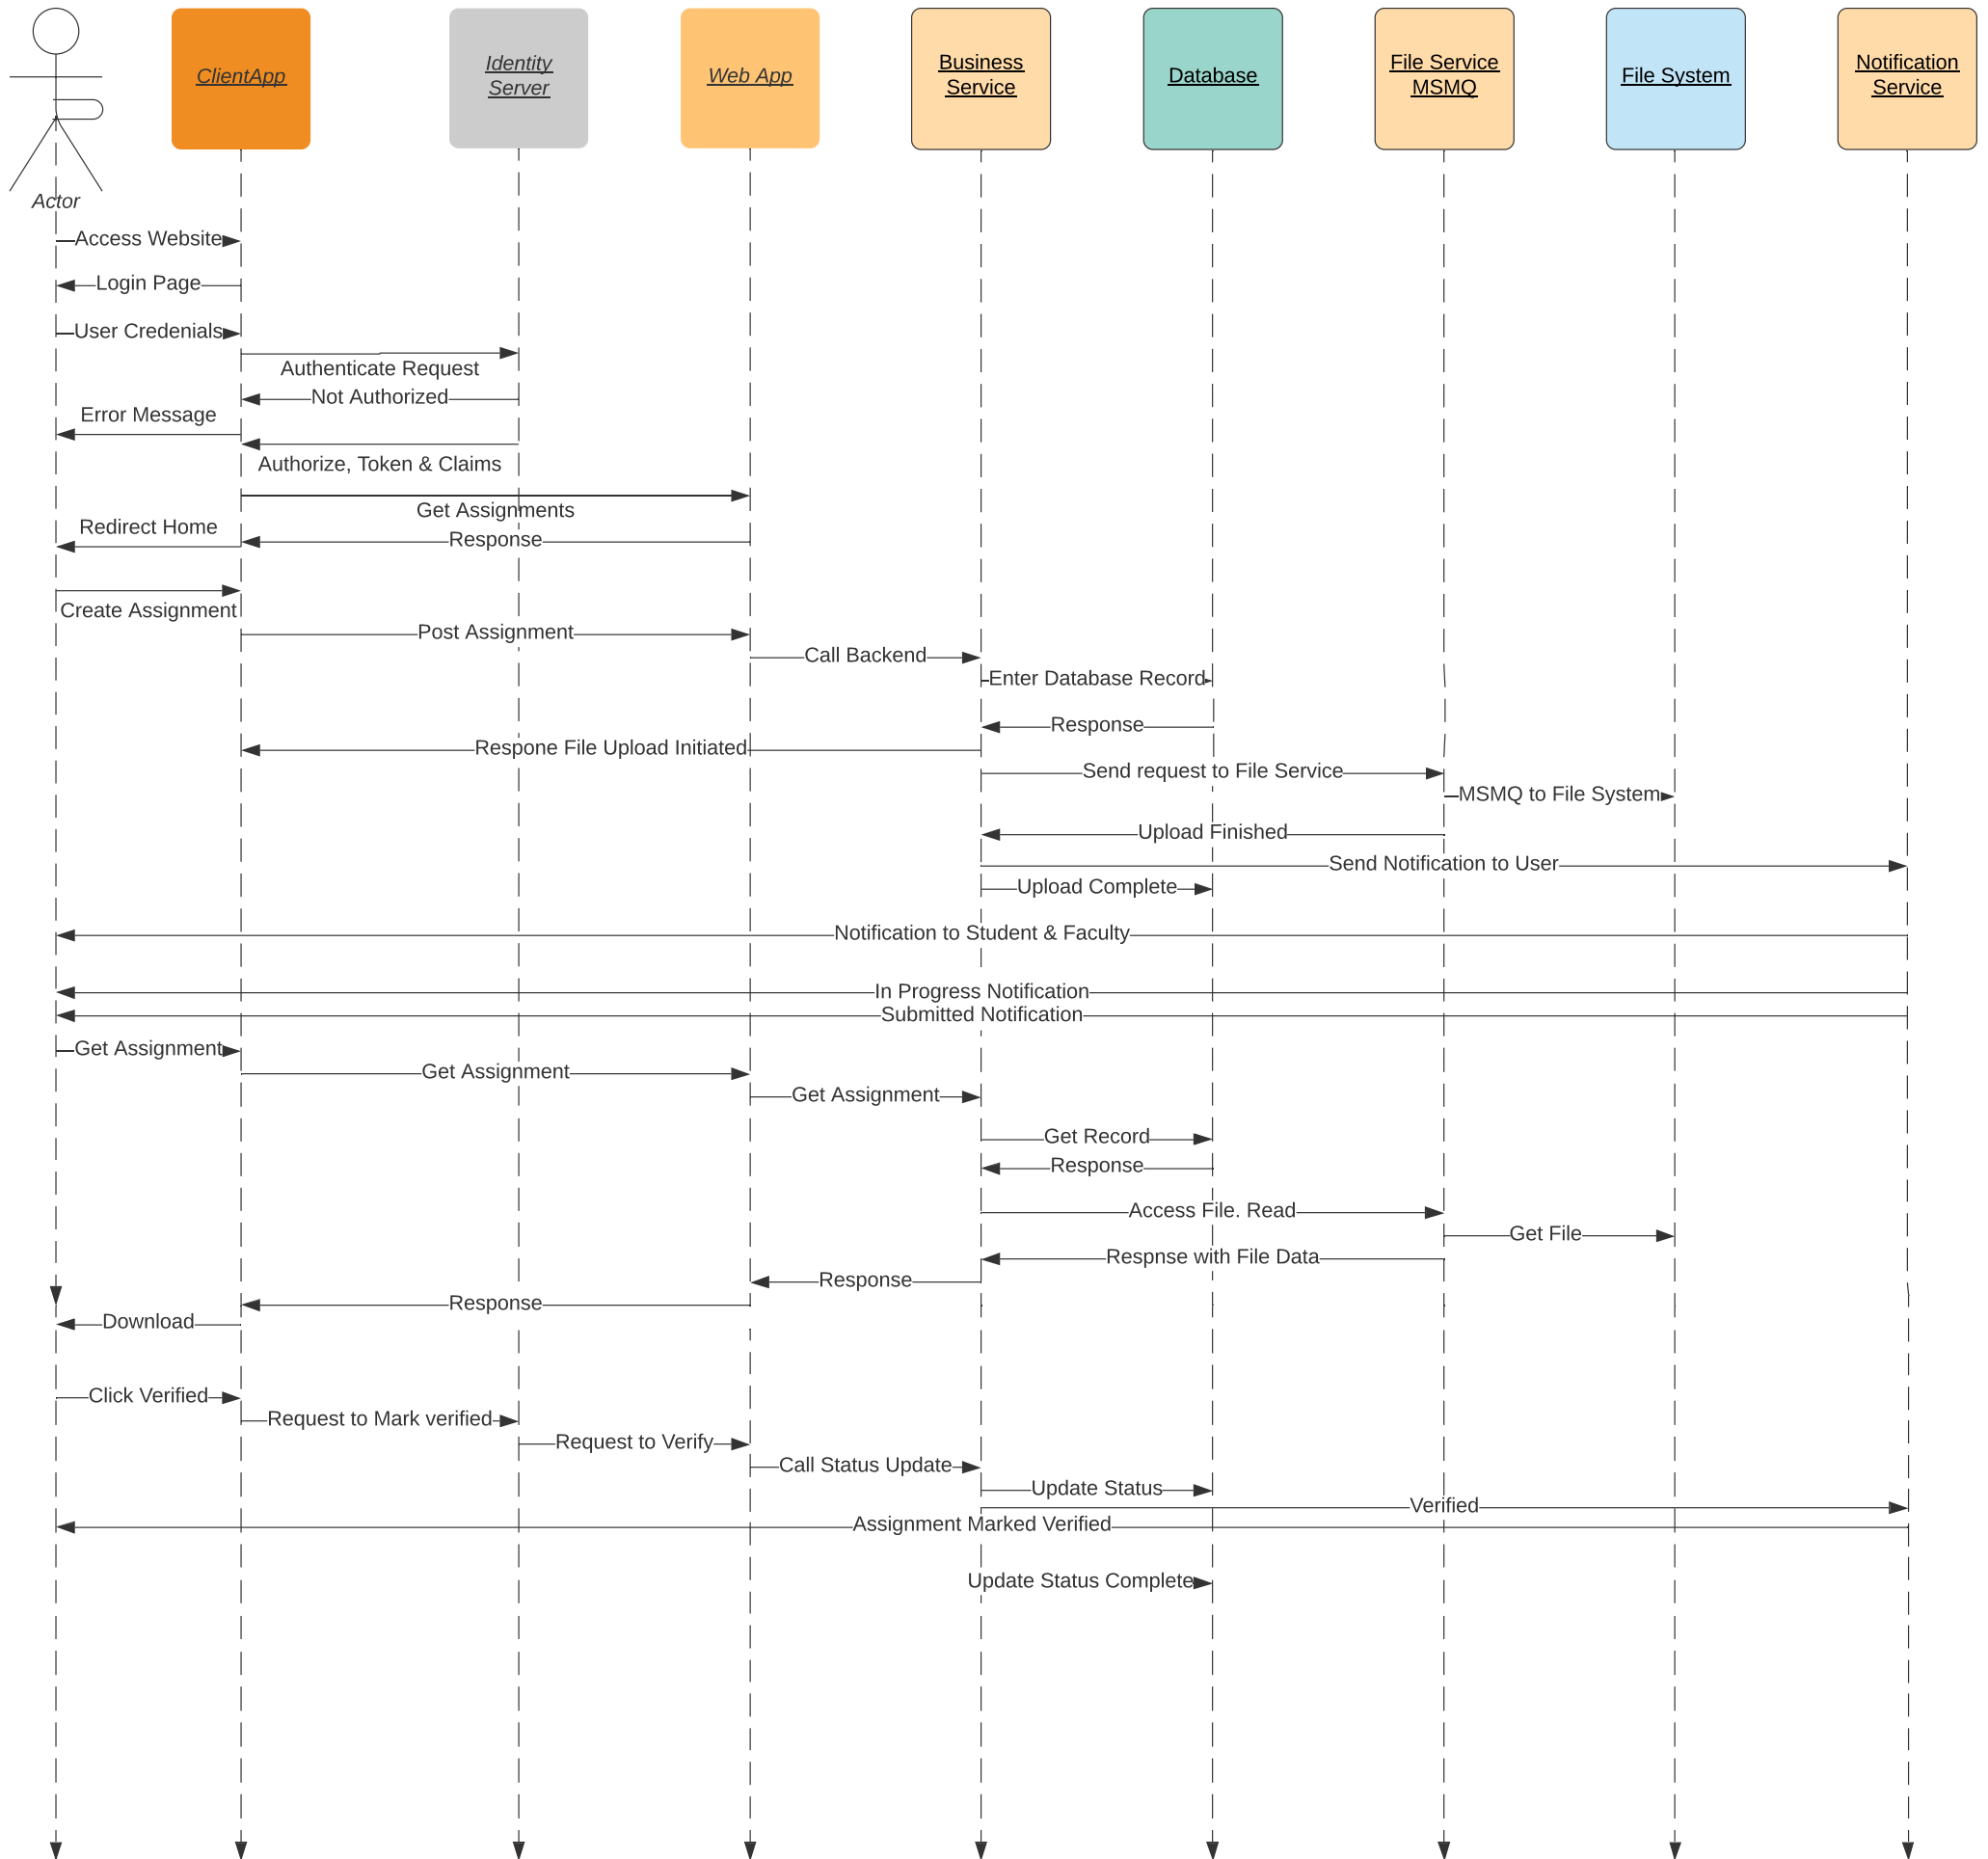 ClientApp
Identity
Server
Web App
Business
Service
Database
File Service
MSMQ
File System
Notification
Service
Actor
Access Website
Login Page
User Credenials
Authenticate Request
Not Authorized
Error Message
Authorize, Token & Claims
Get Assignments
Redirect Home
Response
Create Assignment
Post Assignment
Call Backend
Enter Database Record
Response
Respone File Upload Initiated
Send request to File Service
MSMQ to File System
Upload Finished
Send Notification to User
Upload Complete
Notification to Student & Faculty
In Progress Notification
Submitted Notification
Get Assignment
Get Assignment
Get Assignment
Get Record
Response
Access File. Read
Get File
Respnse with File Data
Response
Response
Download
Click Verified
Request to Mark verified
Request to Verify
Call Status Update
Update Status
Verified
Assignment Marked Verified
Update Status Complete